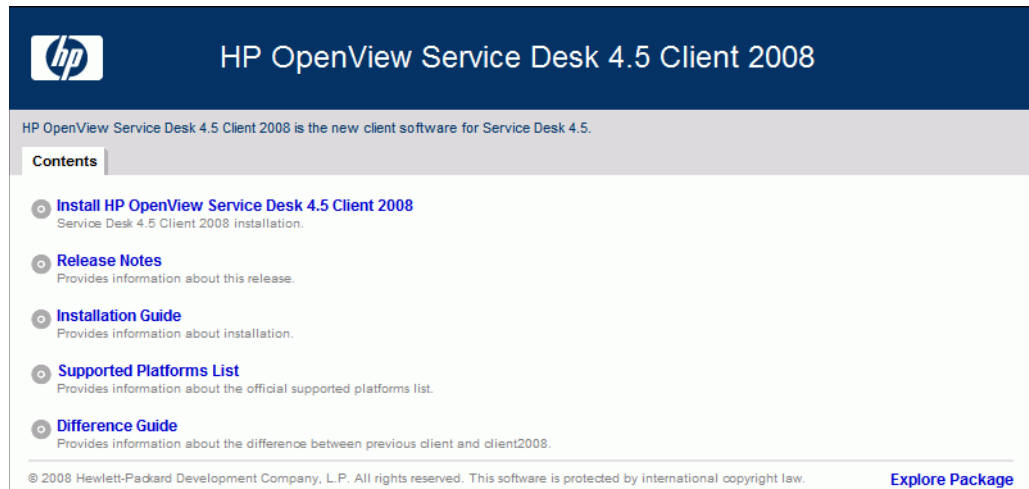 hp
HP OpenView Service Desk 4.5 Client 2008
HP OpenView Service Desk 4.5 Client 2008 is the new client software for Service Desk 4.5.
Contents
Install HP OpenView Service Desk 4.5 Client 2008
Service Desk 4.5 Client 2008 installation.
Release Notes
Provides information about this release.
Installation Guide
Provides information about installation.
Supported Platforms List
Provides information about the official supported platforms list.
Difference Guide
Provides information about the difference between previous client and client2008.
© 2008 Hewlett-Packard Development Company, L.P. All rights reserved. This software is protected by international copyright law.
Explore Package